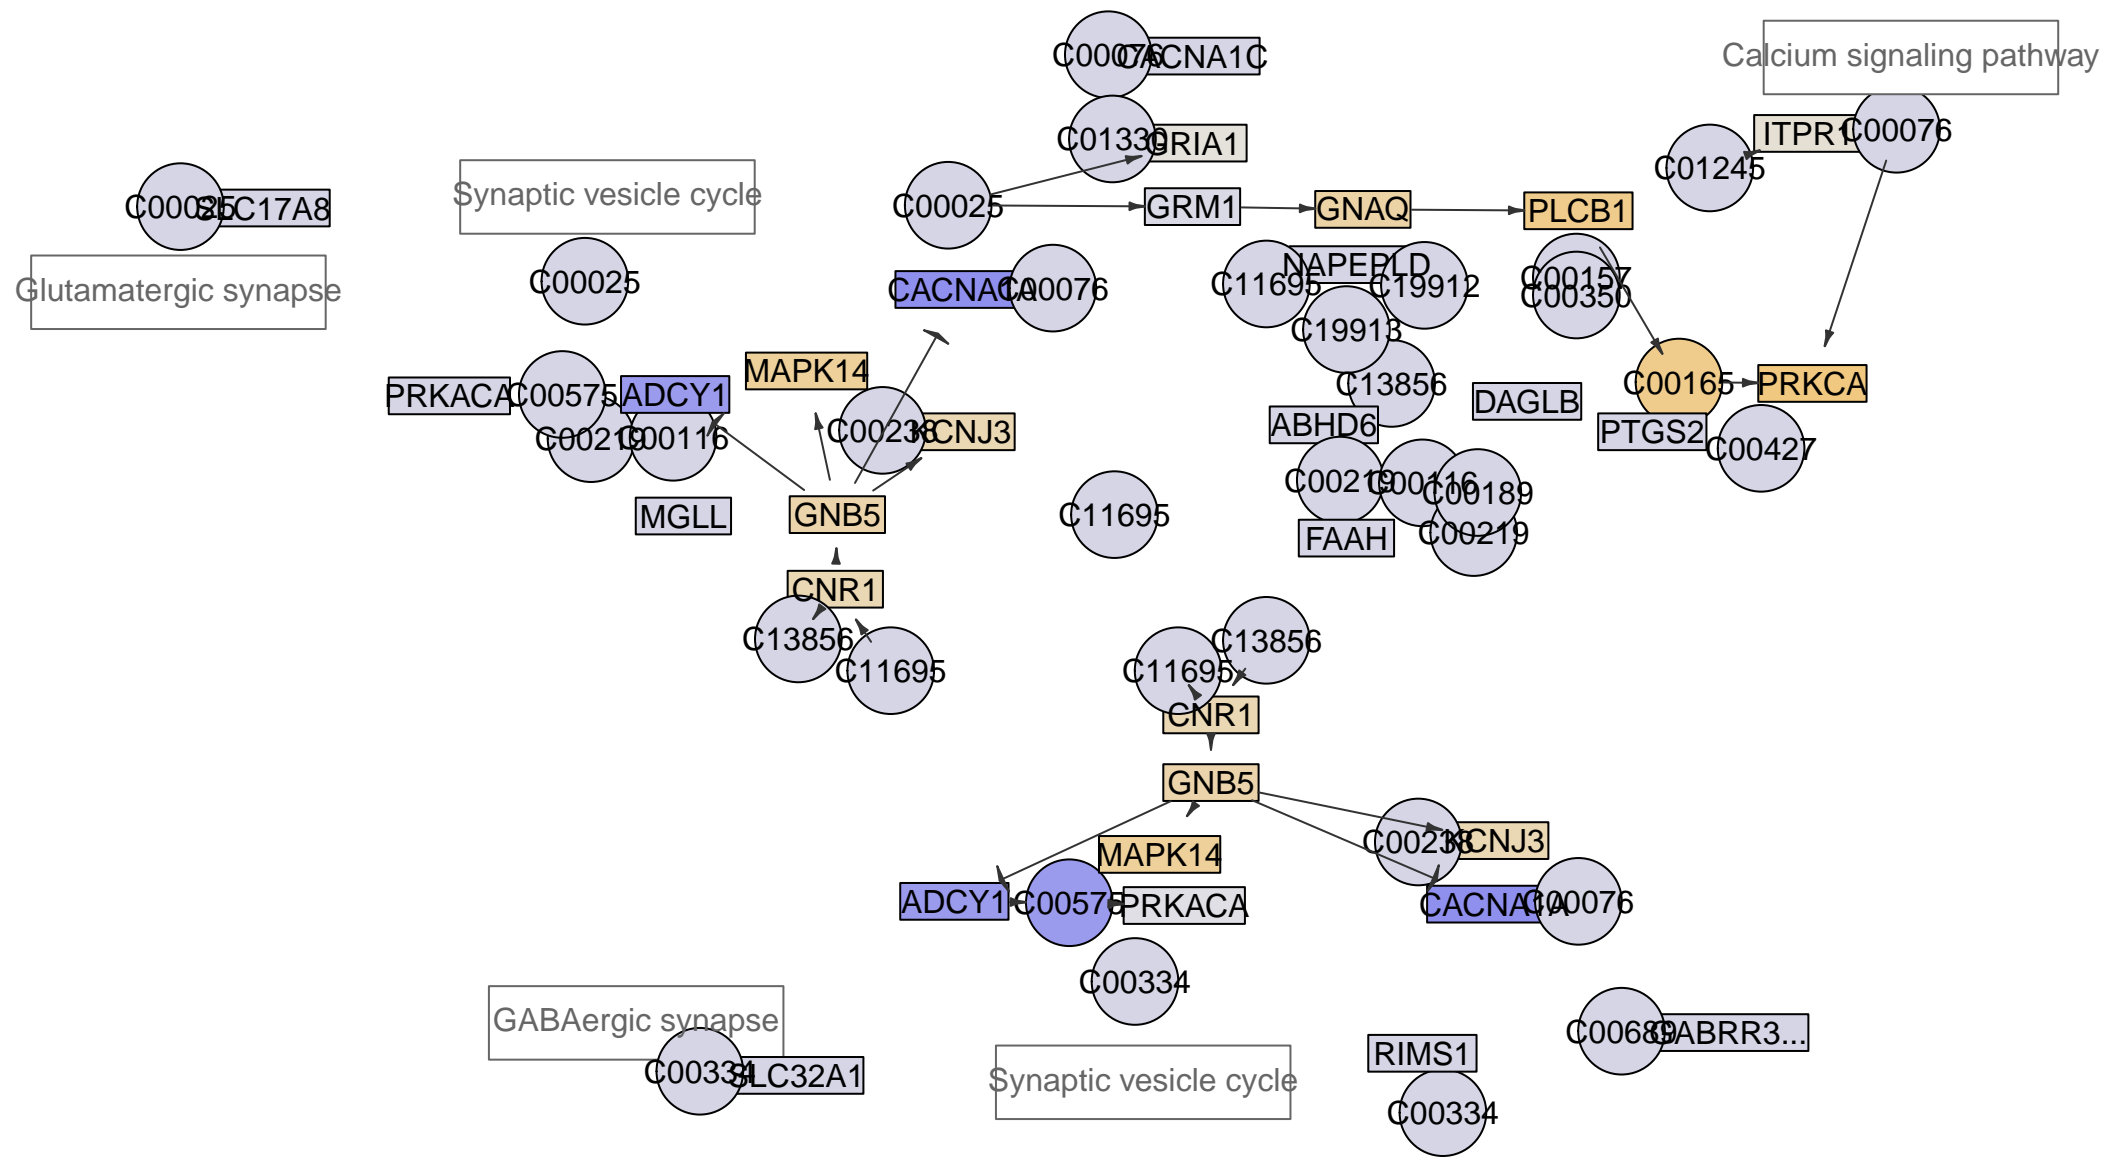 C00076
CACNA1C
Calcium signaling pathway
C01330
GRIA1
ITPR1
C00076
C01245
Synaptic vesicle cycle
C00025
SLC17A8
C00025
GRM1
GNAQ
PLCB1
Glutamatergic synapse
C00025
CACNA1A
C00076
C11695
NAPEPLD
C19912
C00157
C00350
C19913
MAPK14
PRKACA
C00575
ADCY1
C13856
DAGLB
C00165
PRKCA
C00219
C00116
C00238
KCNJ3
ABHD6
PTGS2
C00427
C00219
C00116
C00189
MGLL
GNB5
C11695
FAAH
C00219
CNR1
C13856
C11695
C13856
C11695
CNR1
GNB5
C00238
KCNJ3
MAPK14
ADCY1
C00575
PRKACA
CACNA1A
C00076
C00334
GABAergic synapse
C00689
GABRR3...
RIMS1
C00334
SLC32A1
Synaptic vesicle cycle
C00334